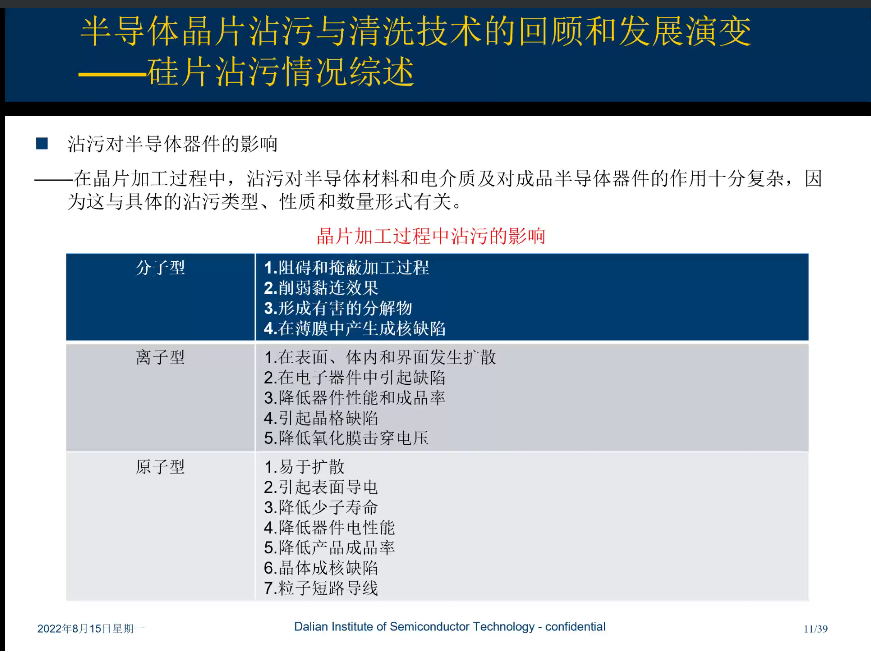 半导体晶片沾污与清洗技术的回顾和发展演变
——硅片沾污情况综述
■ 沾污对半导体器件的影响
——在晶片加工过程中，沾污对半导体材料和电介质及对成品半导体器件的作用十分复杂，因
为这与具体的沾污类型、性质和数量形式有关。
晶片加工过程中沾污的影响
分子型
1.阻碍和掩蔽加工过程
2.削弱黏连效果
3.形成有害的分解物
4.在薄膜中产生成核缺陷
离子型
1.在表面、体内和界面发生扩散
2.在电子器件中引起缺陷
3.降低器件性能和成品率
4.引起晶格缺陷
5.降低氧化膜击穿电压
原子型
1.易于扩散
2.引起表面导电
3.降低少子寿命
4.降低器件电性能
5.降低产品成品率
6.晶体成核缺陷
7.粒子短路导线
2022年8月15日星期一
Dalian Institute of Semiconductor Technology - confidential
11/39